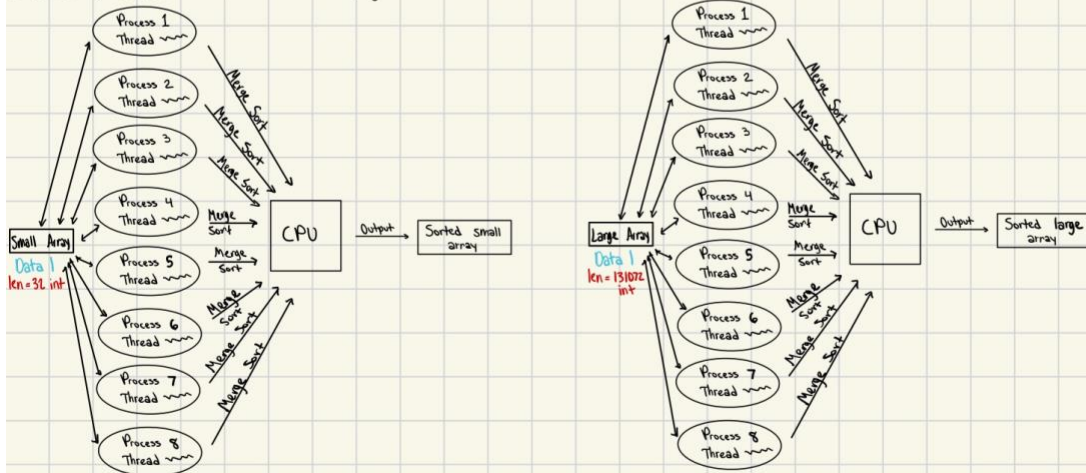 Process 1
Thread
Process 2
Thread
Process 3
Thread
Process 4
Thread
Process 5
Thread
Process 6
Thread
Process 7
Thread
Process 8
Thread
Small Array
Data 1
len = 32 int
Merge Sort
Merge Sort
Merge Sort
Merge
Sort
Merge
Sort
Merge
Sort
Merge Sort
Merge Sort
CPU
Output
Sorted small
array
Process 1
Thread
Process 2
Thread
Process 3
Thread
Process 4
Thread
Process 5
Thread
Process 6
Thread
Process 7
Thread
Process 8
Thread
Large Array
Data 1
len = 131072
int
Merge Sort
Merge Sort
Merge Sort
Merge
Sort
Merge
Sort
Merge
Sort
Merge Sort
Merge Sort
CPU
Output
Sorted large
array